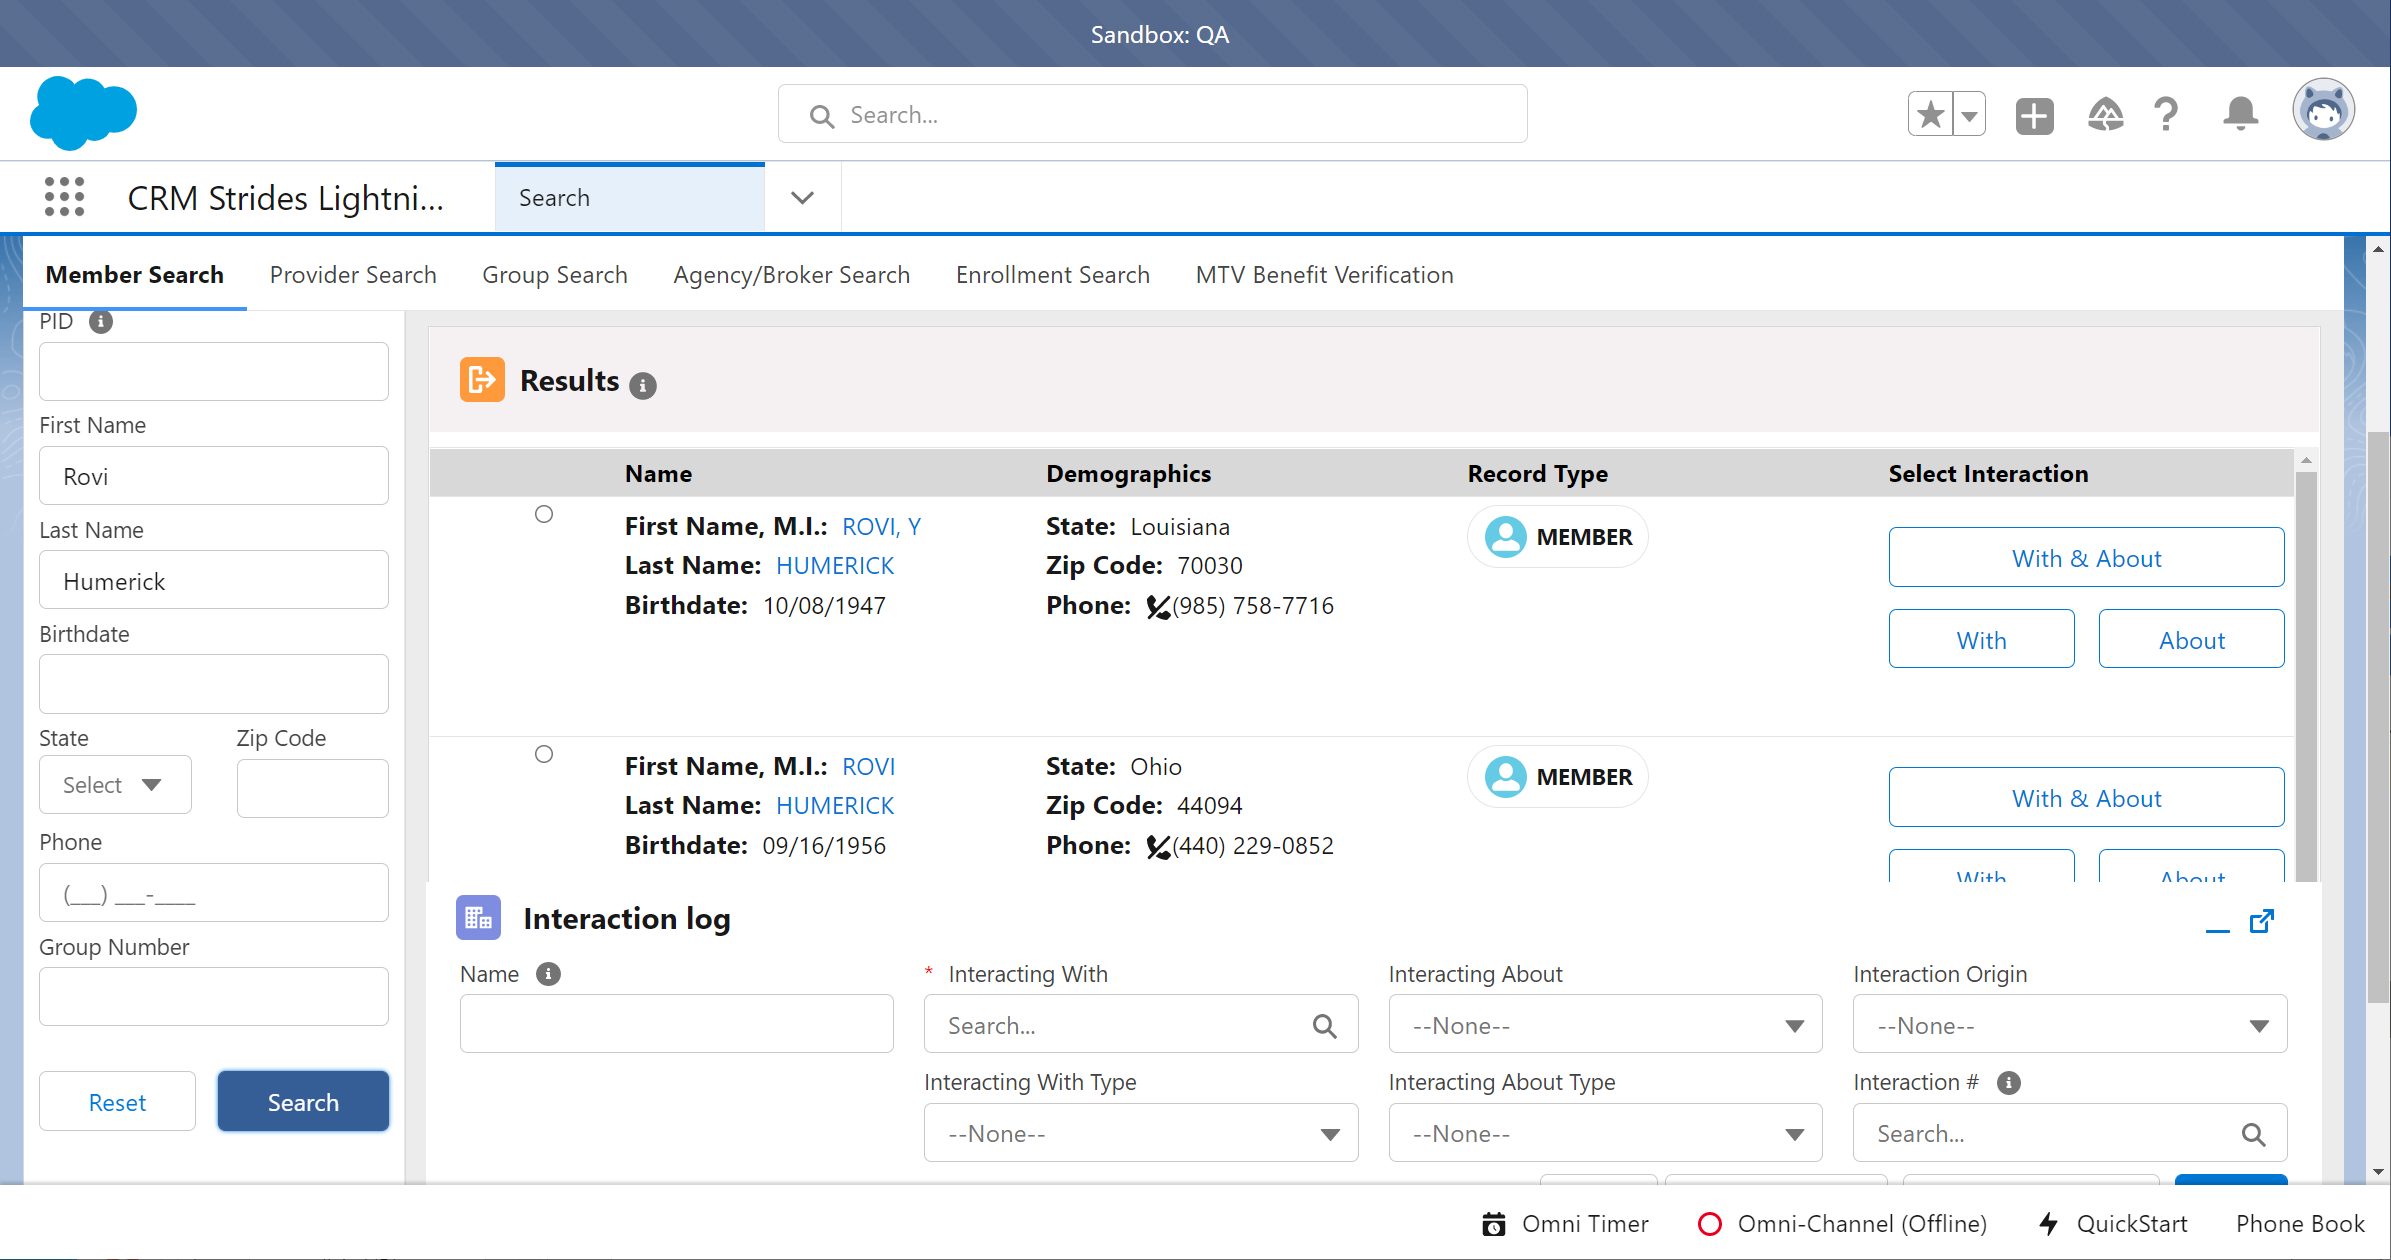 Sandbox: QA
Search...
CRM Strides Lightni...
Search
Member Search Provider Search Group Search Agency/Broker Search Enrollment Search MTV Benefit Verification
PID
First Name
Rovi
Last Name
Humerick
Birthdate
State Zip Code
Select
Phone
(___) ___-____
Group Number
Reset Search
Results
Name Demographics Record Type Select Interaction
First Name, M.I.: ROVI, Y State: Louisiana MEMBER With & About
Last Name: HUMERICK Zip Code: 70030
Birthdate: 10/08/1947 Phone: (985) 758-7716 With About
First Name, M.I.: ROVI State: Ohio MEMBER With & About
Last Name: HUMERICK Zip Code: 44094
Birthdate: 09/16/1956 Phone: (440) 229-0852 With About
Interaction log
Name * Interacting With Interacting About Interaction Origin
Search... --None-- --None--
Interacting With Type Interacting About Type Interaction #
--None-- --None-- Search...
Omni Timer Omni-Channel (Offline) QuickStart Phone Book